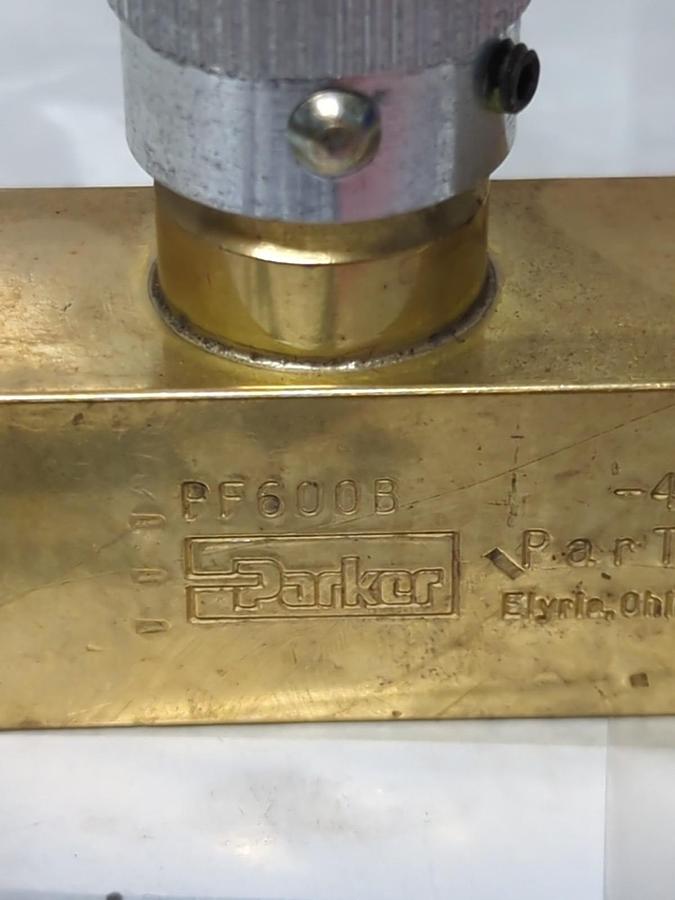 PF600B
-4
Parker
ParT
Elyria, Ohi